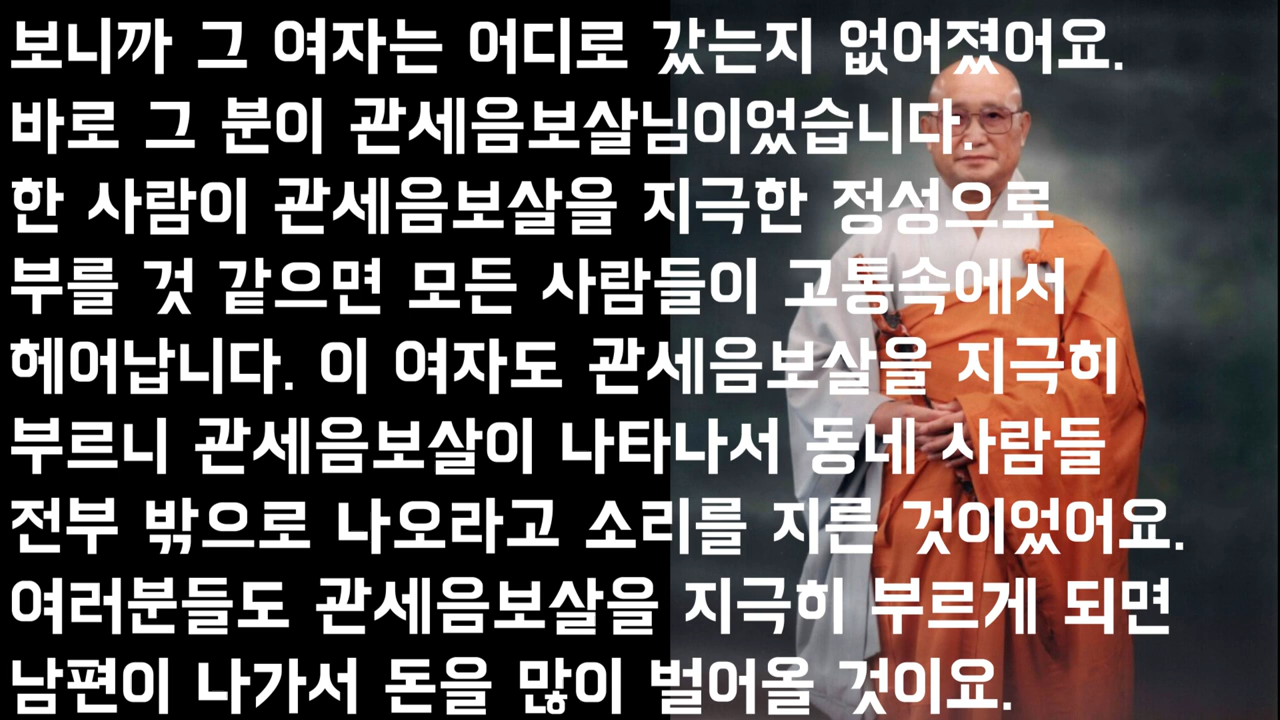 보니까 그 여자는 어디로 갔는지 없어졌어요.
바로 그 분이 관세음보살님이었습니다.
한 사람이 관세음보살을 지극한 정성으로
부를 것 같으면 모든 사람들이 고통속에서
헤어납니다. 이 여자도 관세음보살을 지극히
부르니 관세음보살이 나타나서 동네 사람들
전부 밖으로 나오라고 소리를 지른 것이었어요.
여러분들도 관세음보살을 지극히 부르게 되면
남편이 나가서 돈을 많이 벌어올 것이요.